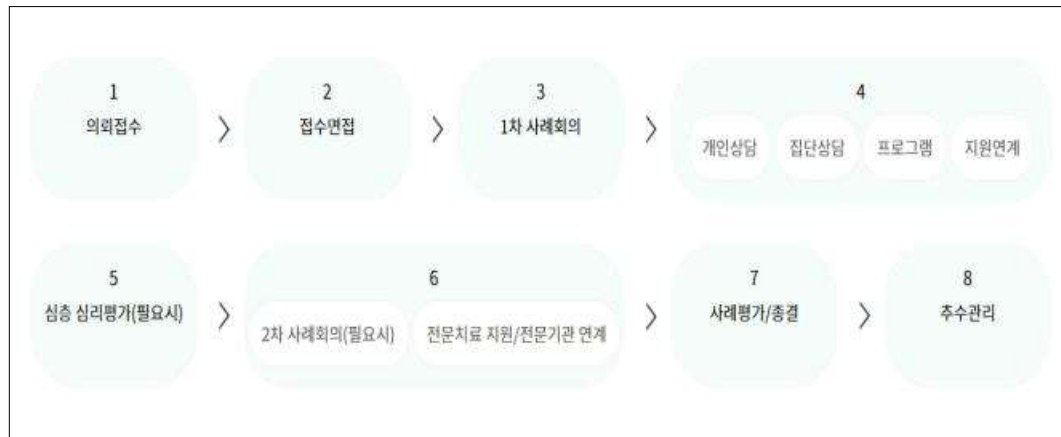 1
의뢰접수
>
2
접수면접
>
3
1차 사례회의
>
4
개인상담 집단상담 프로그램 지원연계
5
심층 심리평가(필요시)
>
6
2차 사례회의(필요시) 전문치료 지원/전문기관 연계
>
7
사례평가/종결
>
8
추수관리